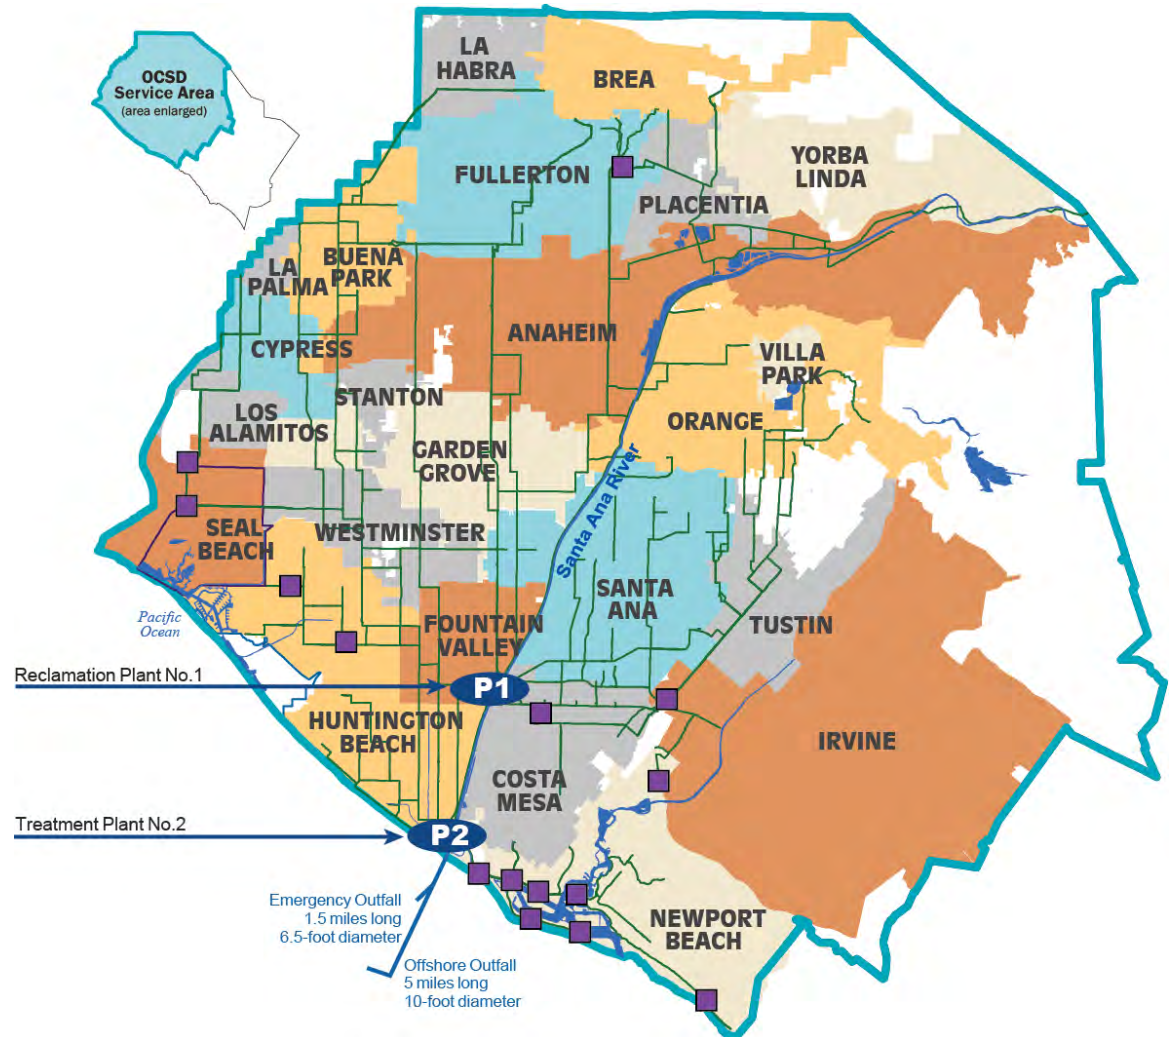 OCSD
Service Area
(area enlarged)
LA
HABRA
BREA
FULLERTON
YORBA
LINDA
PLACENTIA
BUENA
PARK
LA
PALMA
ANAHEIM
CYPRESS
VILLA
PARK
STANTON
LOS
ALAMITOS
ORANGE
GARDEN
GROVE
Santa Ana River
SEAL
BEACH
WESTMINSTER
SANTA
ANA
Pacific
Ocean
FOUNTAIN
VALLEY
TUSTIN
Reclamation Plant No.1
P1
HUNTINGTON
BEACH
IRVINE
COSTA
MESA
Treatment Plant No.2
P2
Emergency Outfall
1.5 miles long
6.5-foot diameter
NEWPORT
BEACH
Offshore Outfall
5 miles long
10-foot diameter